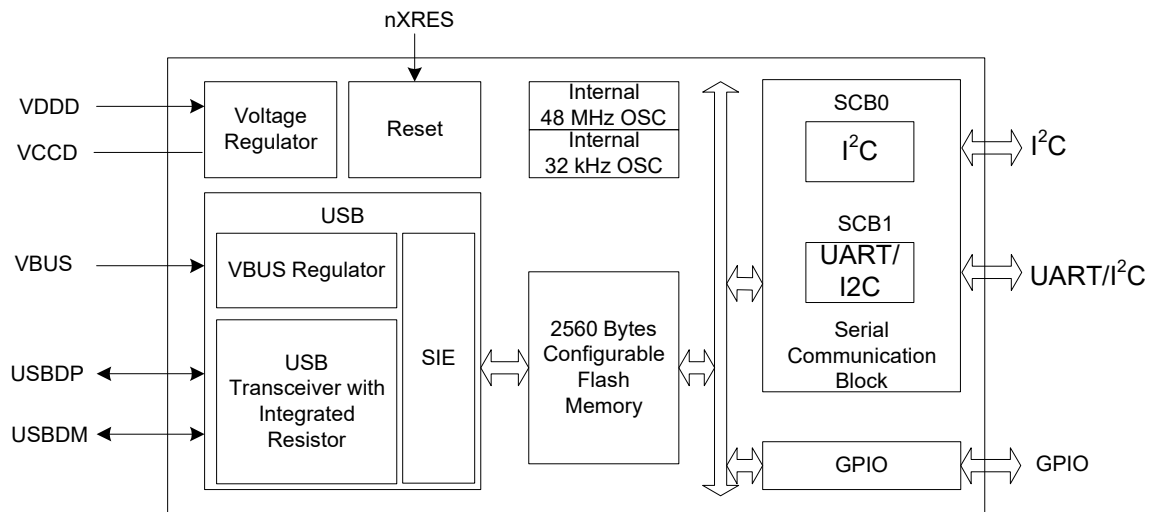 nXRES
VDDD
VCCD
Voltage
Regulator
Reset
Internal
48 MHz OSC
Internal
32 kHz OSC
SCB0
I²C
I²C
USB
VBUS
VBUS Regulator
SIE
USBDP
USBDM
USB
Transceiver with
Integrated
Resistor
2560 Bytes
Configurable
Flash
Memory
SCB1
UART/
I2C
UART/I²C
Serial
Communication
Block
GPIO
GPIO